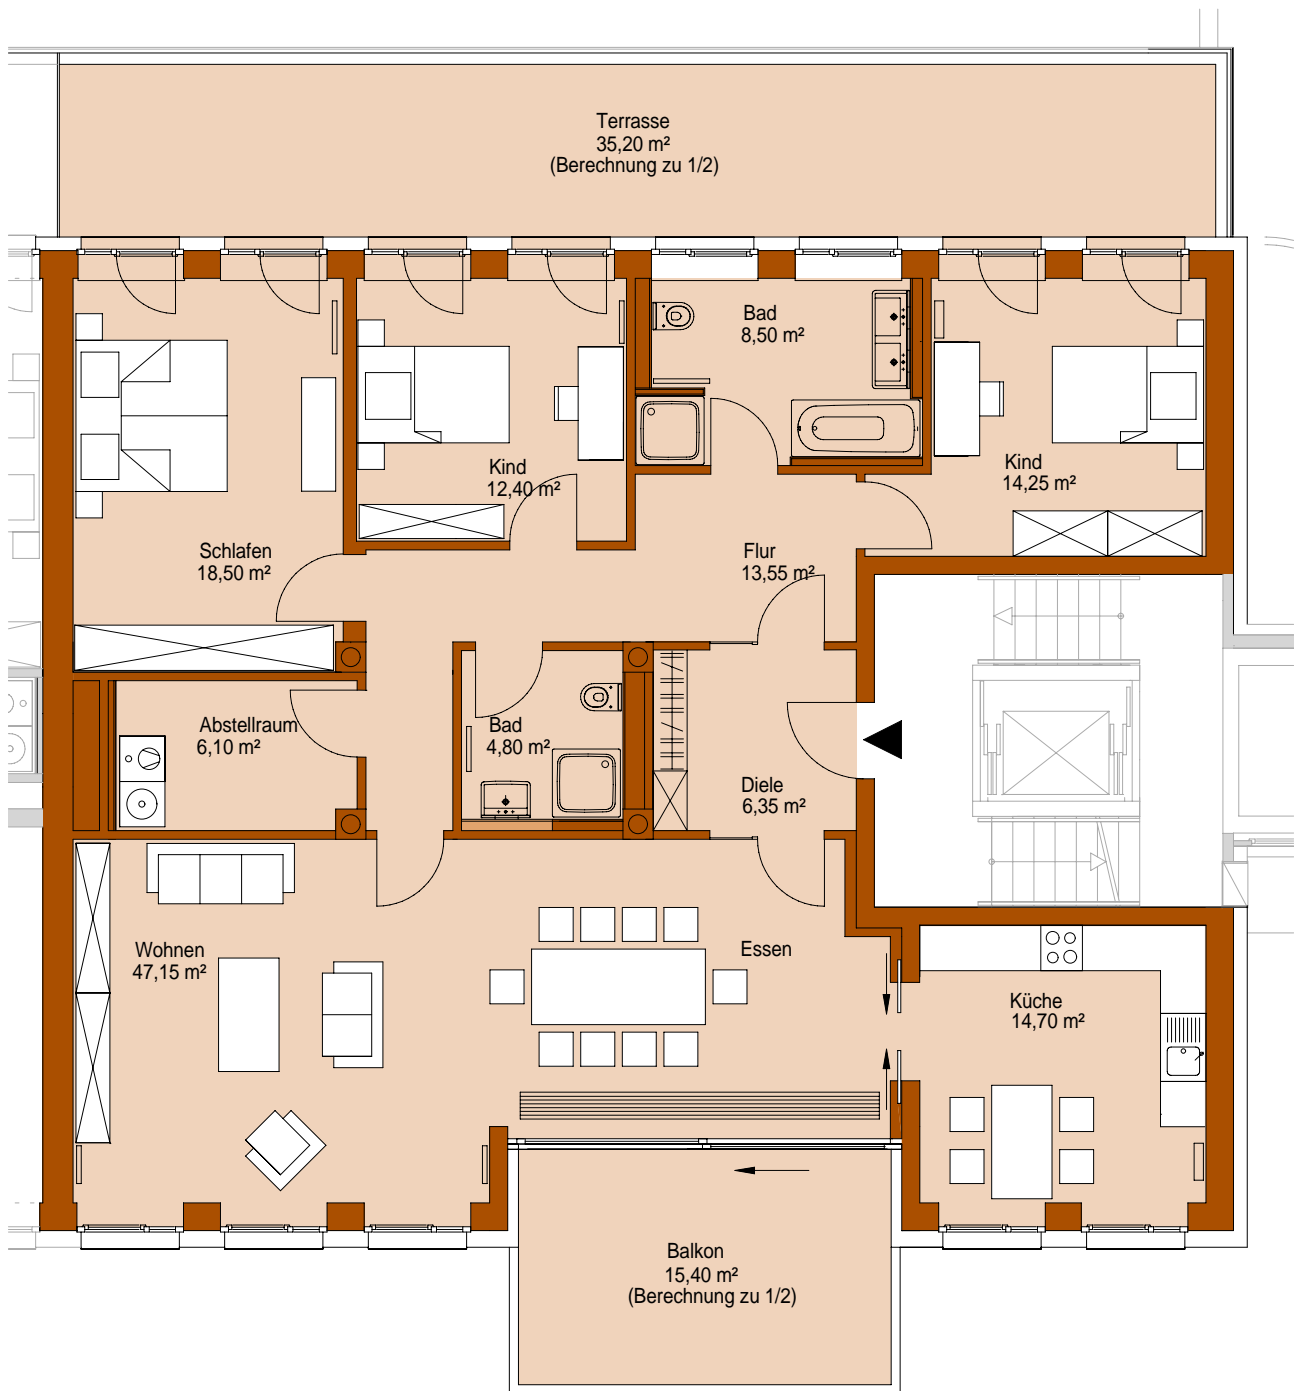 Terrasse
35,20 m²
(Berechnung zu 1/2)
Bad
8,50 m²
Kind
12,40 m²
Kind
14,25 m²
Schlafen
18,50 m²
Flur
13,55 m²
Abstellraum
6,10 m²
Bad
4,80 m²
Diele
6,35 m²
Wohnen
47,15 m²
Essen
Küche
14,70 m²
Balkon
15,40 m²
(Berechnung zu 1/2)